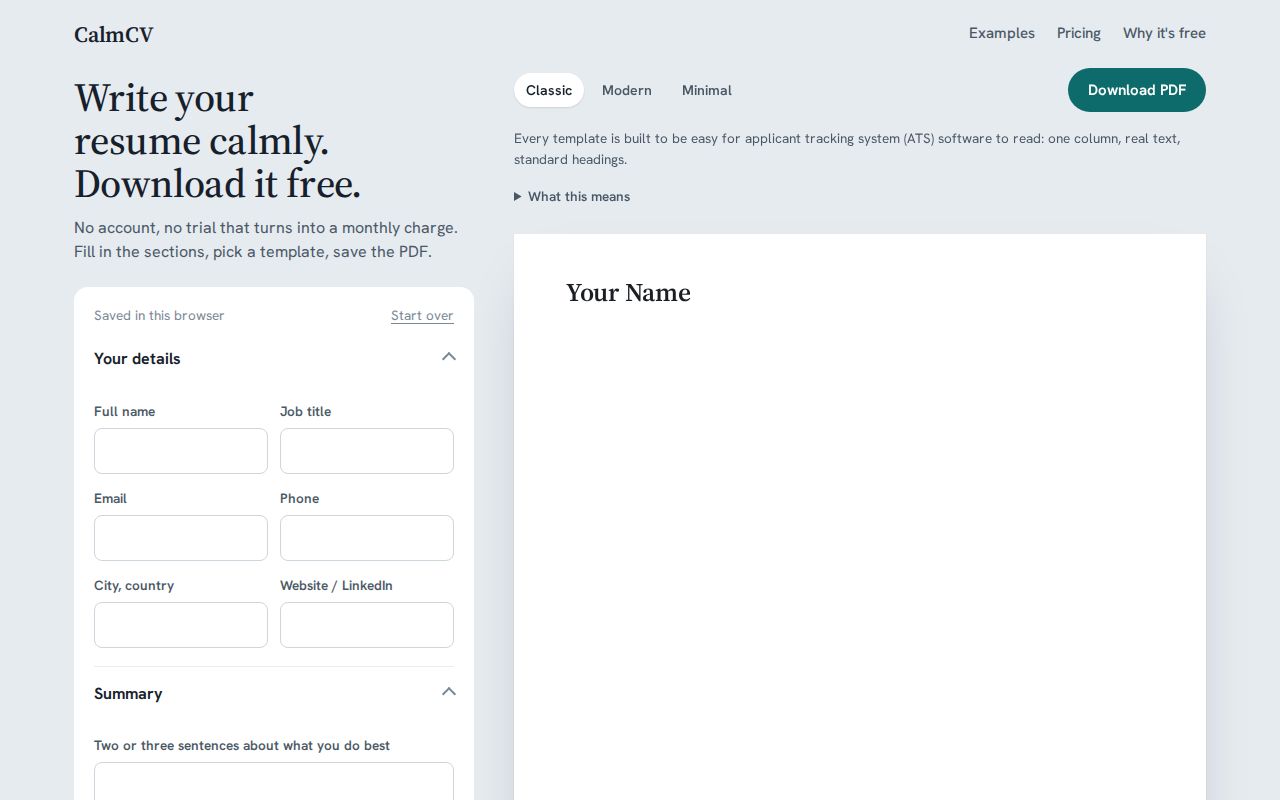 CalmCV
Examples
Pricing
Why it's free
Write your
resume calmly.
Download it free.
No account, no trial that turns into a monthly charge.
Fill in the sections, pick a template, save the PDF.
Saved in this browser
Start over
Your details
Full name
Job title
Email
Phone
City, country
Website / LinkedIn
Summary
Two or three sentences about what you do best
Classic
Modern
Minimal
Download PDF
Every template is built to be easy for applicant tracking system (ATS) software to read: one column, real text,
standard headings.
What this means
Your Name